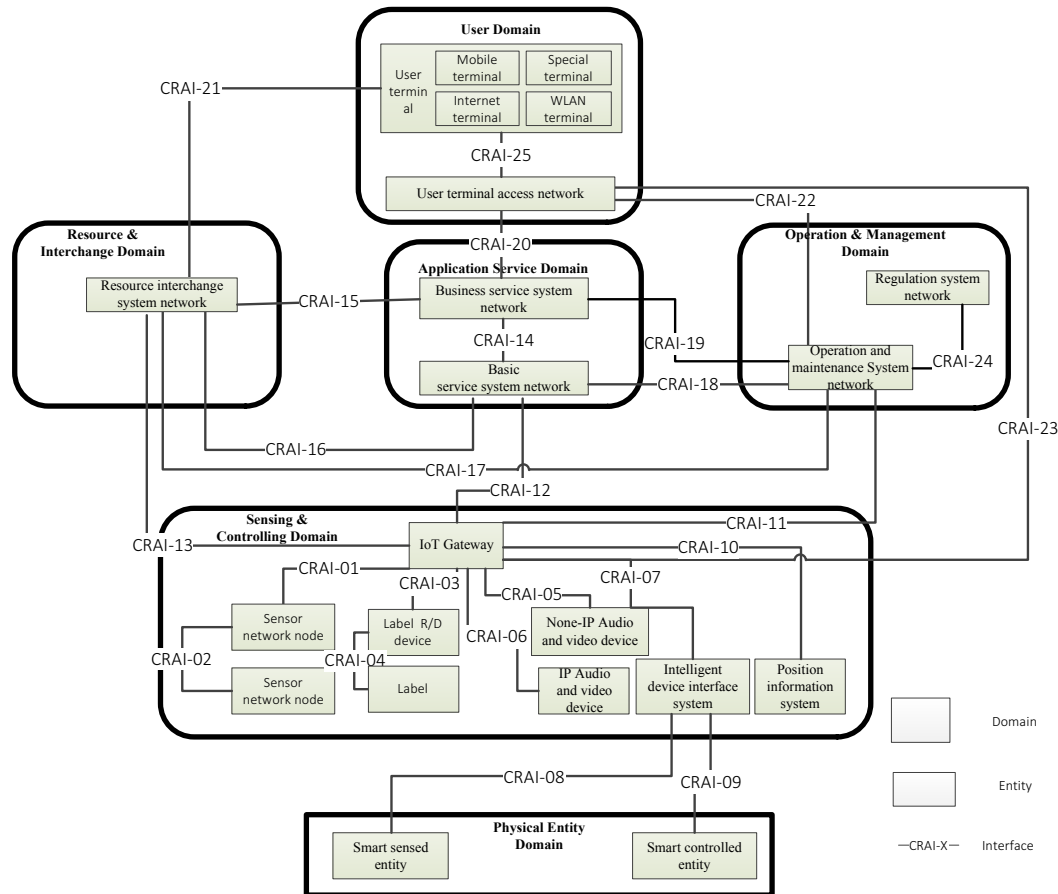 User Domain
User
termin
al
Mobile
terminal
Special
terminal
Internet
terminal
WLAN
terminal
CRAI-21
CRAI-25
User terminal access network
CRAI-22
CRAI-20
Resource &
Interchange Domain
Resource interchange
system network
Application Service Domain
Business service system
network
Operation & Management
Domain
Regulation system
network
CRAI-15
CRAI-14
CRAI-19
Basic
service system network
CRAI-18
Operation and
maintenance System
network
CRAI-24
CRAI-23
CRAI-16
CRAI-17
CRAI-12
Sensing &
Controlling Domain
CRAI-11
IoT Gateway
CRAI-13
CRAI-10
CRAI-01
CRAI-03
CRAI-07
CRAI-05
Sensor
network node
Label R/D
device
CRAI-06
None-IP Audio
and video device
CRAI-02
CRAI-04
Sensor
network node
Label
IP Audio
and video
device
Intelligent
device interface
system
Position
information
system
Domain
CRAI-08
CRAI-09
Entity
Physical Entity
Domain
Smart sensed
entity
Smart controlled
entity
CRAI-X
Interface